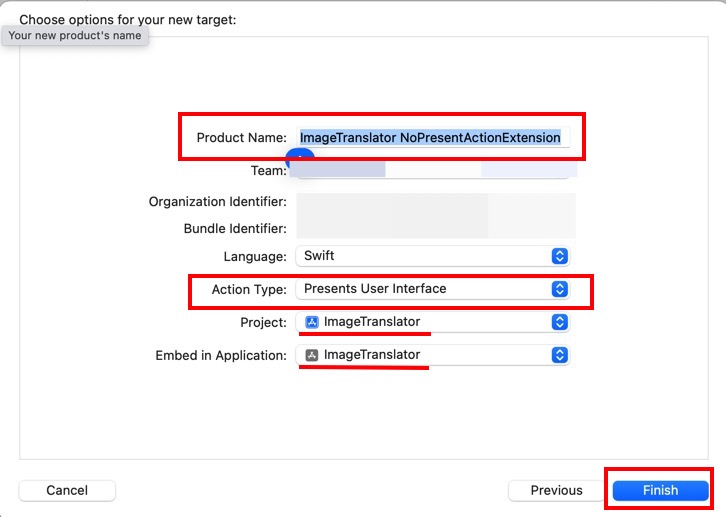 Choose options for your new target:
Your new product's name
Product Name: ImageTranslator NoPresentActionExtension
Team:
Organization Identifier:
Bundle Identifier:
Language: Swift
Action Type: Presents User Interface
Project: ImageTranslator
Embed in Application: ImageTranslator
Cancel Previous Finish